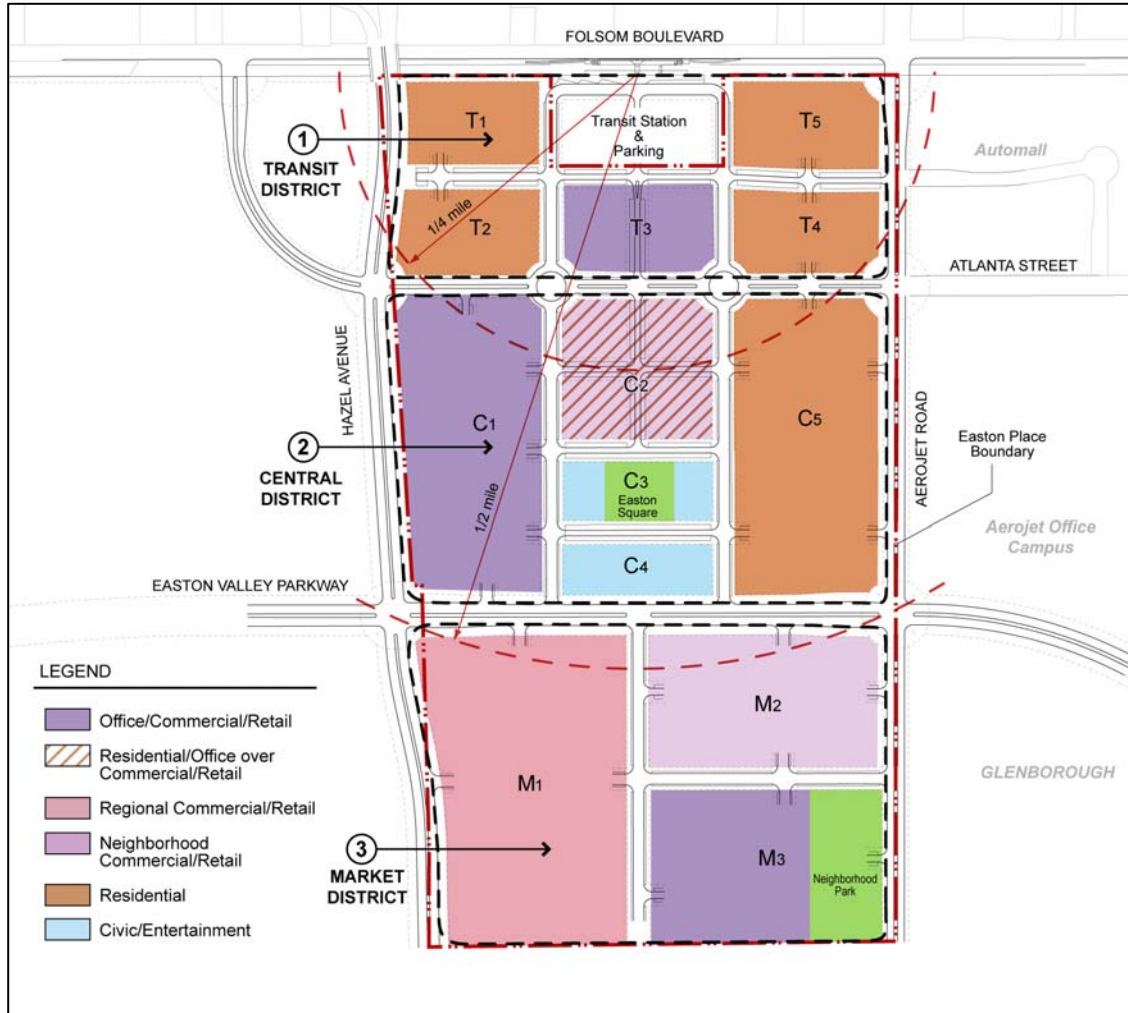 FOLSOM BOULEVARD
T1
Transit Station
&
Parking
T5
Automall
1
TRANSIT
DISTRICT
1/4 mile
T2
T3
T4
ATLANTA STREET
HAZEL AVENUE
C1
C2
C5
AEROJET ROAD
Easton Place
Boundary
2
CENTRAL
DISTRICT
1/2 mile
C3
Easton
Square
Aerojet Office
Campus
C4
EASTON VALLEY PARKWAY
LEGEND
Office/Commercial/Retail
Residential/Office over
Commercial/Retail
Regional Commercial/Retail
Neighborhood
Commercial/Retail
Residential
Civic/Entertainment
M2
GLENBOROUGH
M1
3
MARKET
DISTRICT
M3
Neighborhood
Park